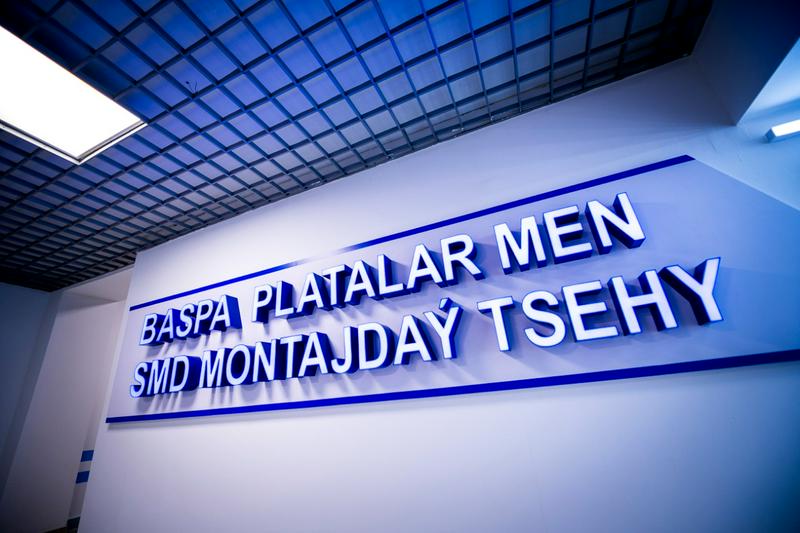 BASPA PLATALAR MEN
SMD MONTAJDAÝ TSEHY